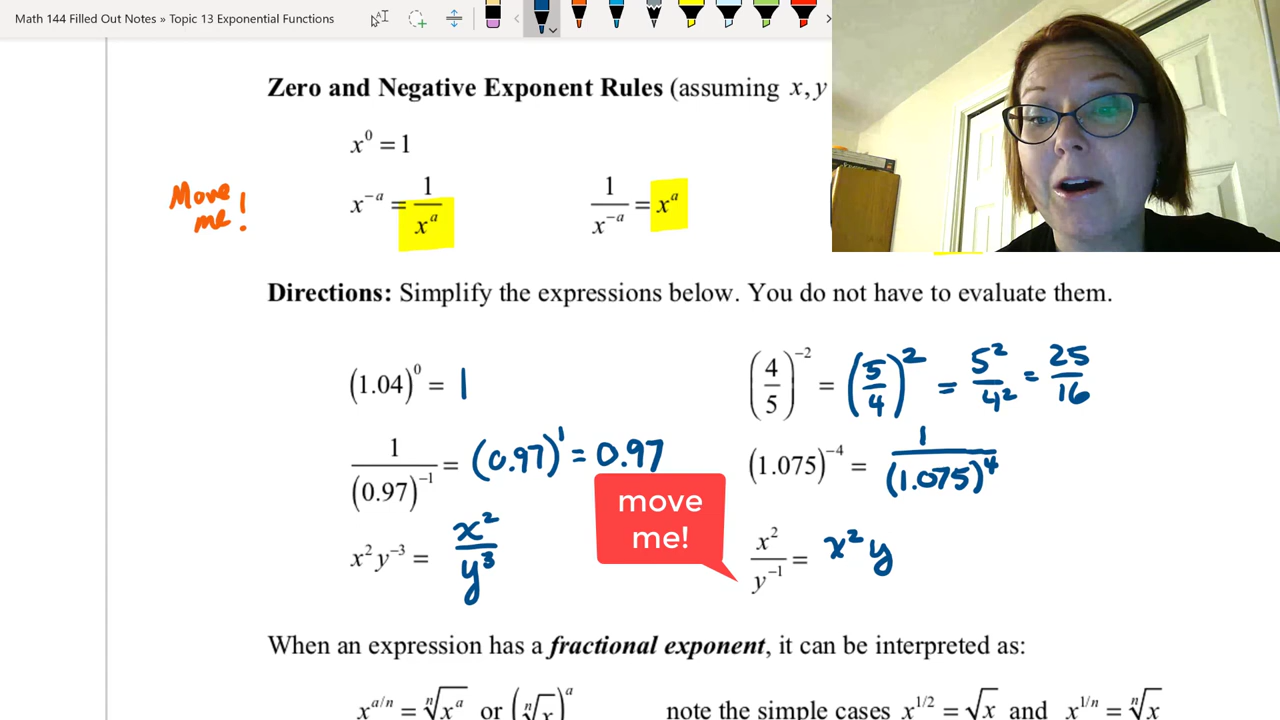 Math 144 Filled Out Notes » Topic 13 Exponential Functions
Zero and Negative Exponent Rules (assuming x, y
x⁰ = 1
Move me!
x⁻ᵃ = 1/xᵃ
1/x⁻ᵃ = xᵃ
Directions: Simplify the expressions below. You do not have to evaluate them.
(1.04)⁰ = 1
(4/5)⁻² = (5/4)² = 5²/4² = 25/16
1/(0.97)⁻¹ = (0.97)¹ = 0.97
(1.075)⁻⁴ = 1/(1.075)⁴
move
me!
x²y⁻³ = x²/y³
x²/y⁻¹ = x²y
When an expression has a fractional exponent, it can be interpreted as:
xᵃ/ⁿ = ⁿ√xᵃ or (ⁿ√x)ᵃ note the simple cases x¹/² = √x and x¹/ⁿ = ⁿ√x